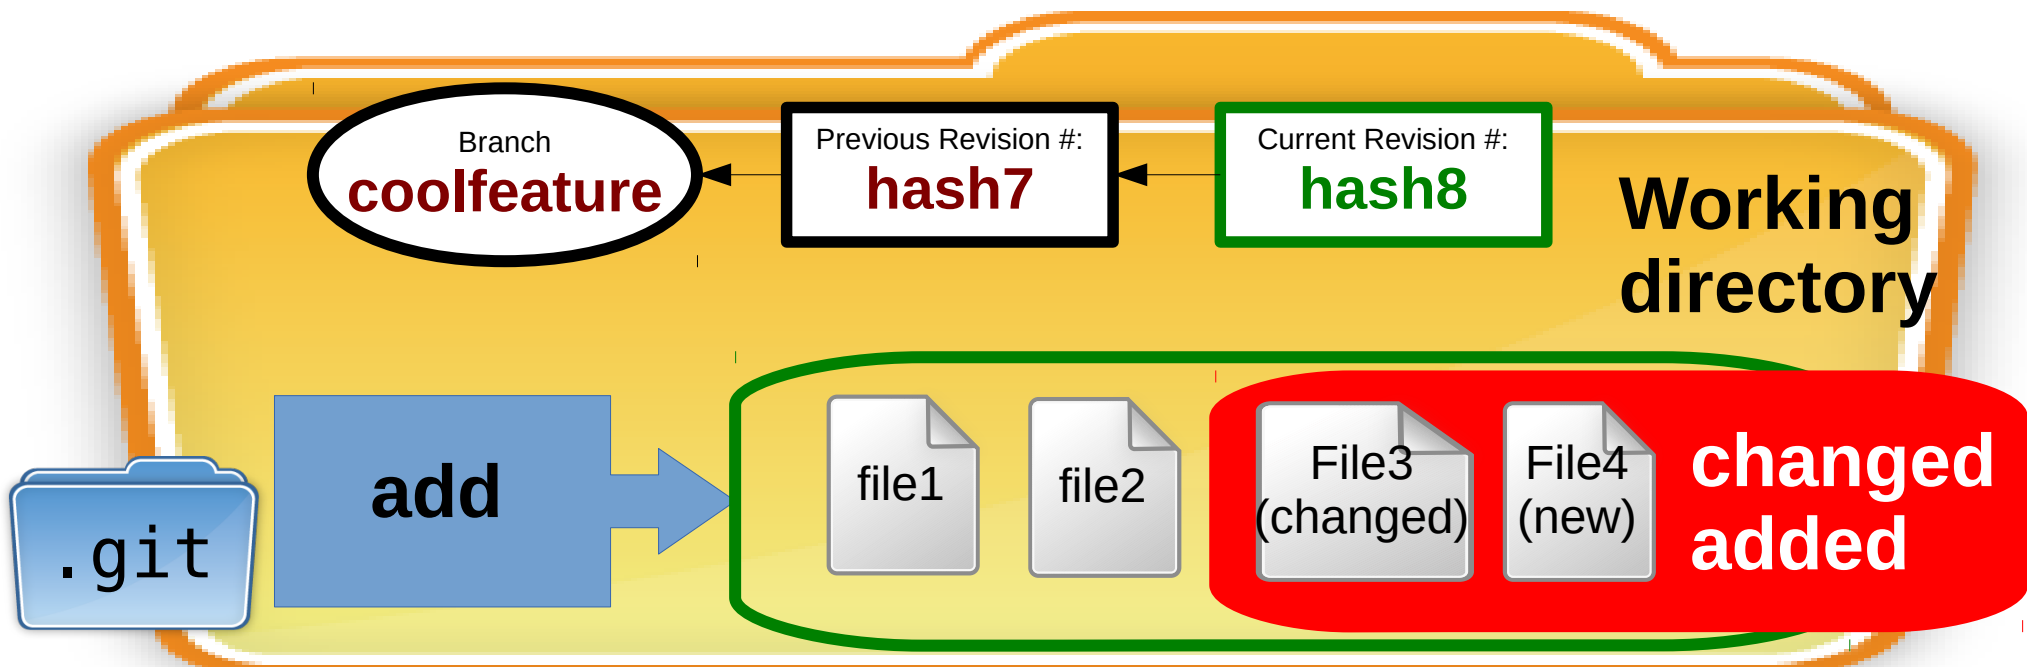 Branch
coolfeature
Previous Revision #:
hash7
Current Revision #:
hash8
Working
directory
.git
add
file1
file2
File3
(changed)
File4
(new)
changed
added